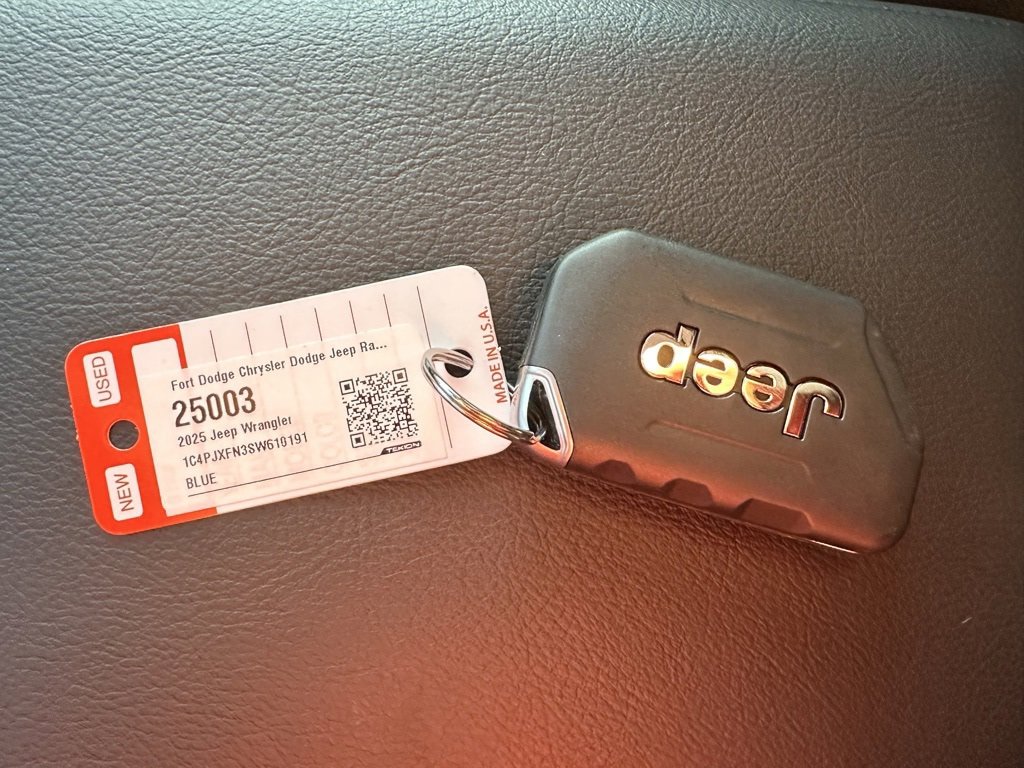 USED
NEW
Fort Dodge Chrysler Dodge Jeep Ra...
25003
2025 Jeep Wrangler
1C4PJXFN3SW610191
BLUE
TEKION
MADE IN U.S.A.
Jeep